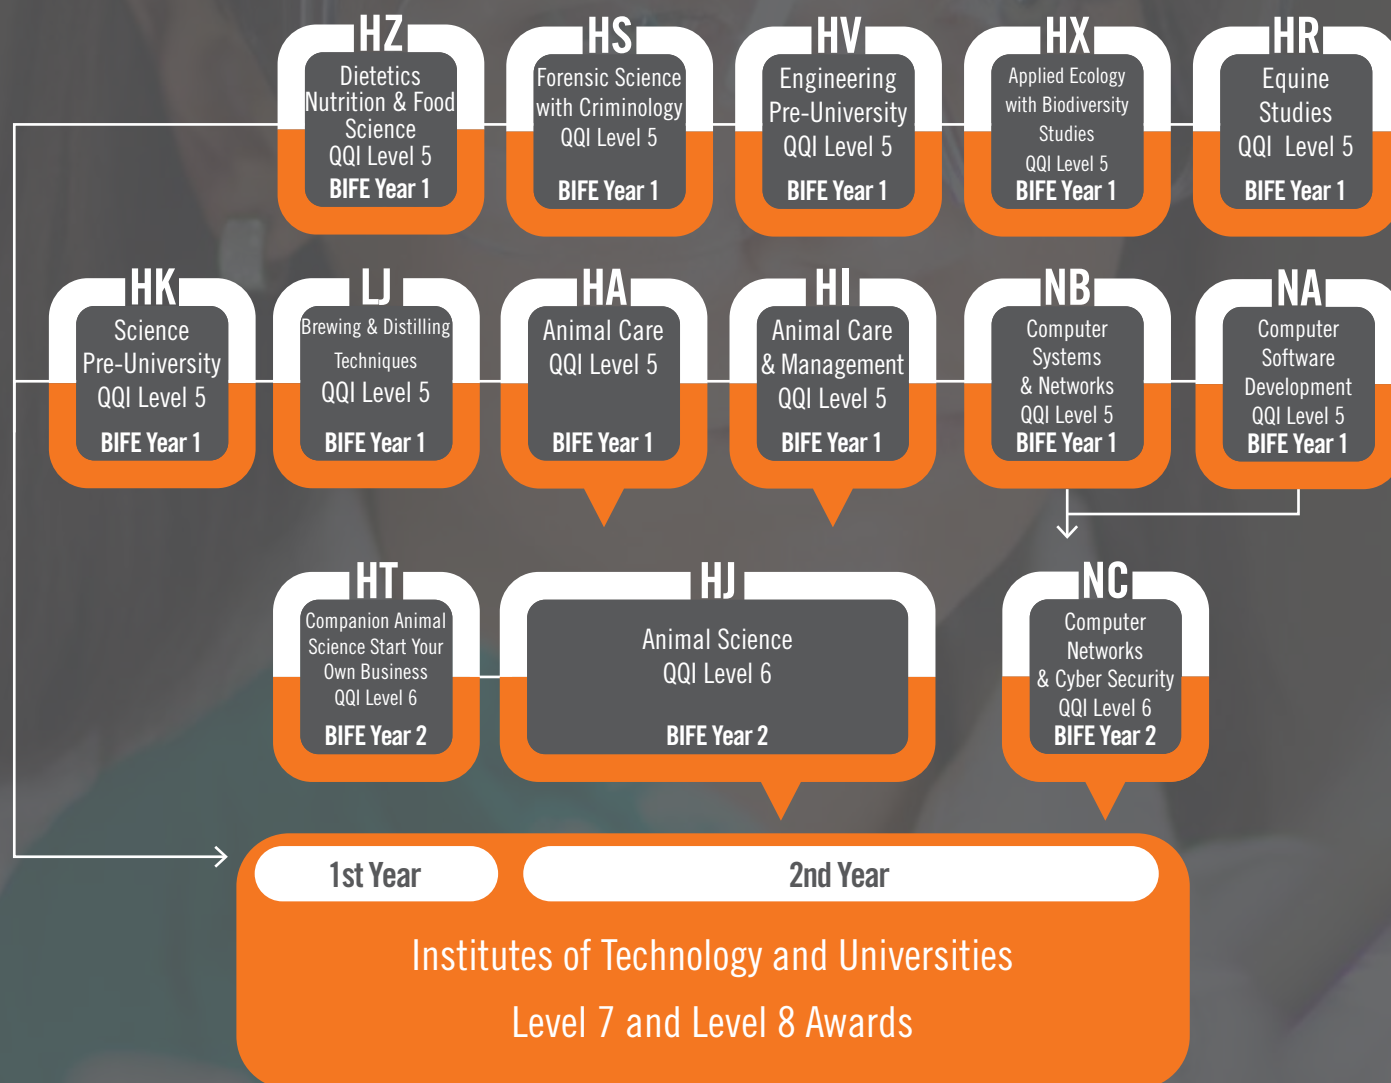 HZ
Dietetics
Nutrition & Food
Science
QQI Level 5
BIFE Year 1
HS
Forensic Science
with Criminology
QQI Level 5
BIFE Year 1
HV
Engineering
Pre-University
QQI Level 5
BIFE Year 1
HX
Applied Ecology
with Biodiversity
Studies
QQI Level 5
BIFE Year 1
HR
Equine
Studies
QQI Level 5
BIFE Year 1
HK
Science
Pre-University
QQI Level 5
BIFE Year 1
LJ
Brewing & Distilling
Techniques
QQI Level 5
BIFE Year 1
HA
Animal Care
QQI Level 5
BIFE Year 1
HI
Animal Care
& Management
QQI Level 5
BIFE Year 1
NB
Computer
Systems
& Networks
QQI Level 5
BIFE Year 1
NA
Computer
Software
Development
QQI Level 5
BIFE Year 1
HT
Companion Animal
Science Start Your
Own Business
QQI Level 6
BIFE Year 2
HJ
Animal Science
QQI Level 6
BIFE Year 2
NC
Computer
Networks
& Cyber Security
QQI Level 6
BIFE Year 2
1st Year
2nd Year
Institutes of Technology and Universities
Level 7 and Level 8 Awards